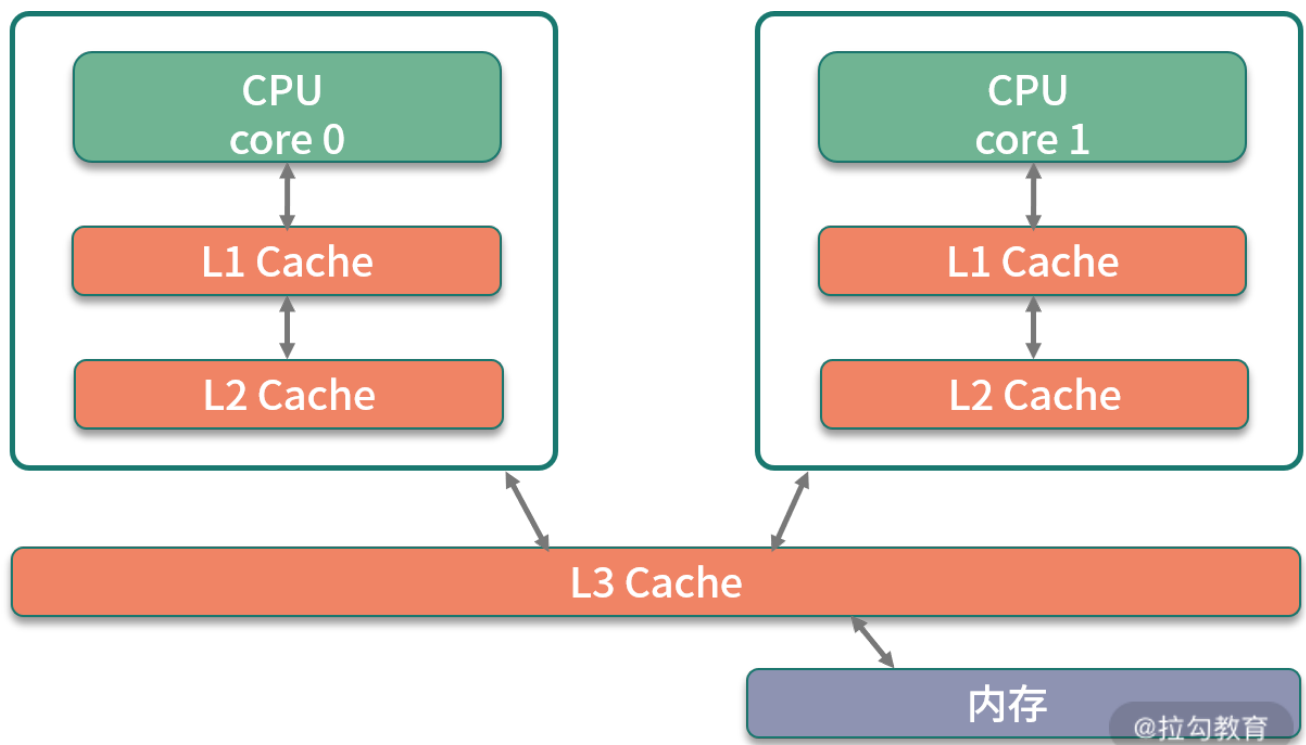 CPU
core 0
CPU
core 1
L1 Cache
L1 Cache
L2 Cache
L2 Cache
L3 Cache
内存
@拉勾教育